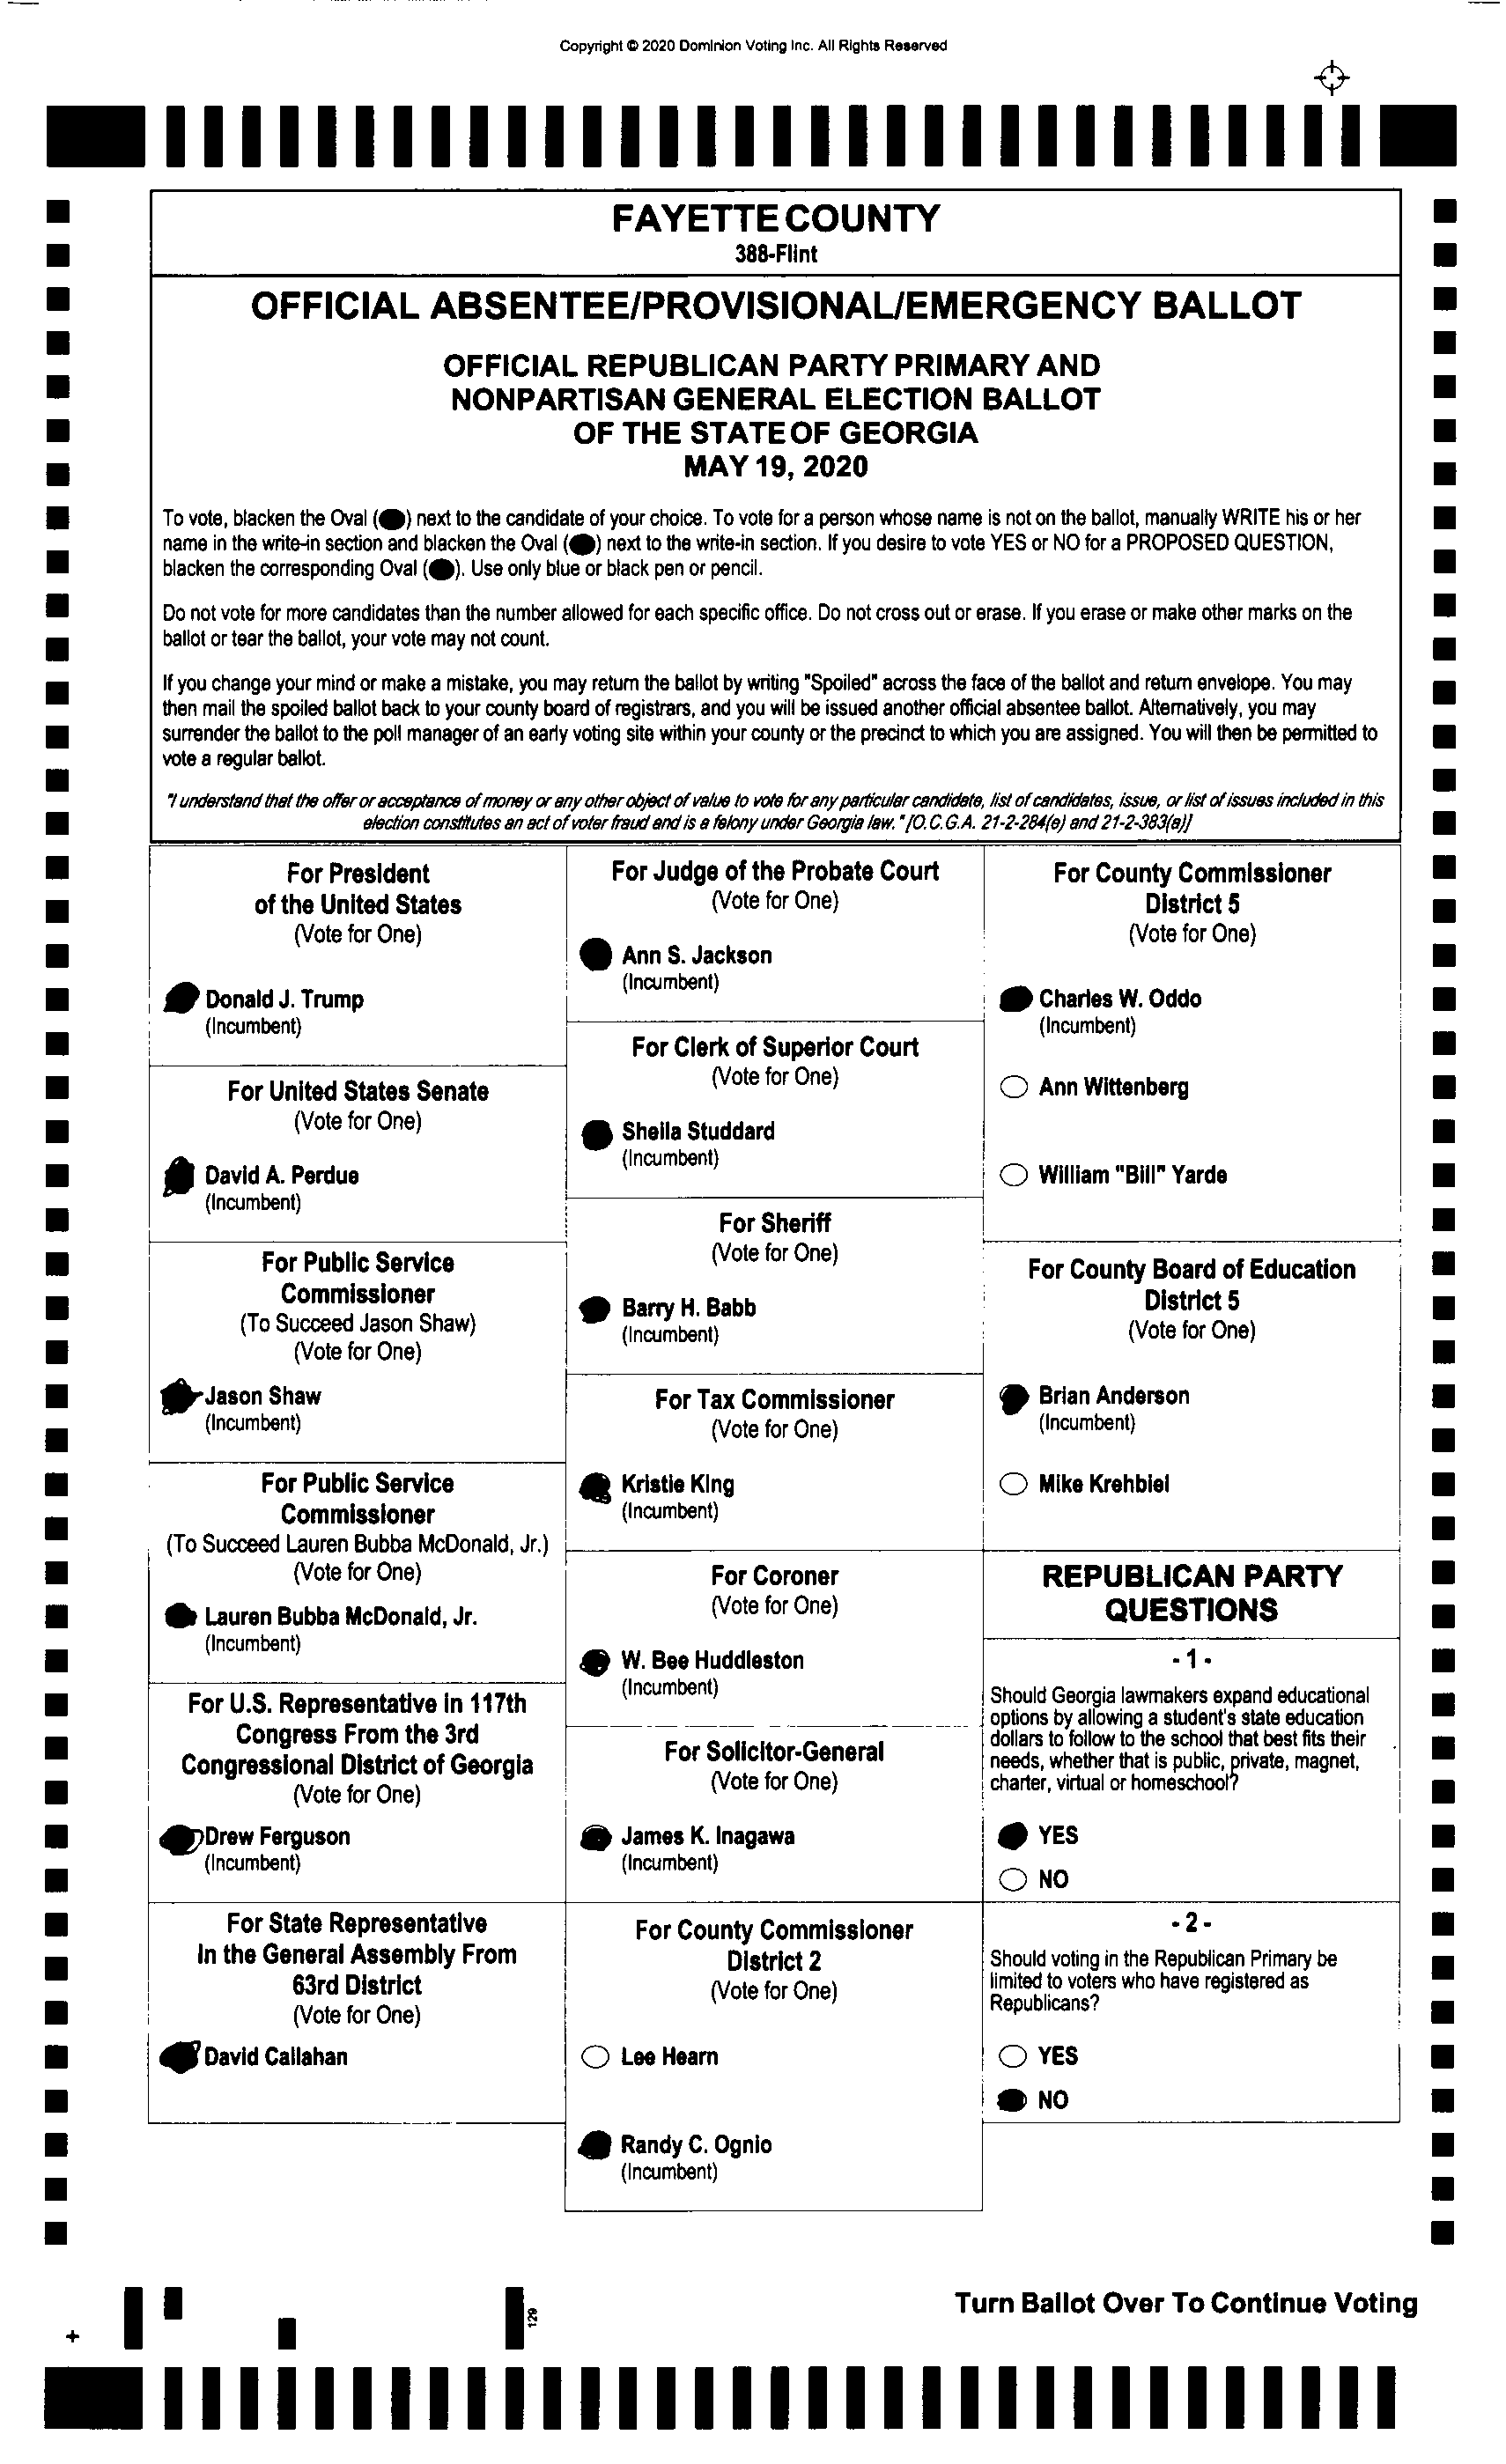 Copyright © 2020 Dominion Voting Inc. All Rights Reserved
FAYETTE COUNTY
388-Flint
OFFICIAL ABSENTEE/PROVISIONAL/EMERGENCY BALLOT
OFFICIAL REPUBLICAN PARTY PRIMARY AND
NONPARTISAN GENERAL ELECTION BALLOT
OF THE STATE OF GEORGIA
MAY 19, 2020
To vote, blacken the Oval () next to the candidate of your choice. To vote for a person whose name is not on the ballot, manually WRITE his or her
name in the write-in section and blacken the Oval () next to the write-in section. If you desire to vote YES or NO for a PROPOSED QUESTION,
blacken the corresponding Oval (). Use only blue or black pen or pencil.
Do not vote for more candidates than the number allowed for each specific office. Do not cross out or erase. If you erase or make other marks on the
ballot or tear the ballot, your vote may not count.
If you change your mind or make a mistake, you may return the ballot by writing "Spoiled" across the face of the ballot and return envelope. You may
then mail the spoiled ballot back to your county board of registrars, and you will be issued another official absentee ballot. Alternatively, you may
surrender the ballot to the poll manager of an early voting site within your county or the precinct to which you are assigned. You will then be permitted to
vote a regular ballot.
"I understand that the offer or acceptance of money or any other object of value to vote for any particular candidate, list of candidates, issue, or list of issues included in this
election constitutes an act of voter fraud and is a felony under Georgia law." [O.C.G.A. 21-2-284(e) and 21-2-383(a)]
For President
of the United States
(Vote for One)
Donald J. Trump
(Incumbent)
For United States Senate
(Vote for One)
David A. Perdue
(Incumbent)
For Public Service
Commissioner
(To Succeed Jason Shaw)
(Vote for One)
Jason Shaw
(Incumbent)
For Public Service
Commissioner
(To Succeed Lauren Bubba McDonald, Jr.)
(Vote for One)
Lauren Bubba McDonald, Jr.
(Incumbent)
For U.S. Representative in 117th
Congress From the 3rd
Congressional District of Georgia
(Vote for One)
Drew Ferguson
(Incumbent)
For State Representative
In the General Assembly From
63rd District
(Vote for One)
David Callahan
For Judge of the Probate Court
(Vote for One)
Ann S. Jackson
(Incumbent)
For Clerk of Superior Court
(Vote for One)
Sheila Studdard
(Incumbent)
For Sheriff
(Vote for One)
Barry H. Babb
(Incumbent)
For Tax Commissioner
(Vote for One)
Kristie King
(Incumbent)
For Coroner
(Vote for One)
W. Bee Huddleston
(Incumbent)
For Solicitor-General
(Vote for One)
James K. Inagawa
(Incumbent)
For County Commissioner
District 2
(Vote for One)
Lee Hearn
Randy C. Ognio
(Incumbent)
For County Commissioner
District 5
(Vote for One)
Charles W. Oddo
(Incumbent)
Ann Wittenberg
William "Bill" Yarde
For County Board of Education
District 5
(Vote for One)
Brian Anderson
(Incumbent)
Mike Krehbiel
REPUBLICAN PARTY
QUESTIONS
- 1 -
Should Georgia lawmakers expand educational
options by allowing a student's state education
dollars to follow to the school that best fits their
needs, whether that is public, private, magnet,
charter, virtual or homeschool?
YES
NO
- 2 -
Should voting in the Republican Primary be
limited to voters who have registered as
Republicans?
YES
NO
Turn Ballot Over To Continue Voting
129